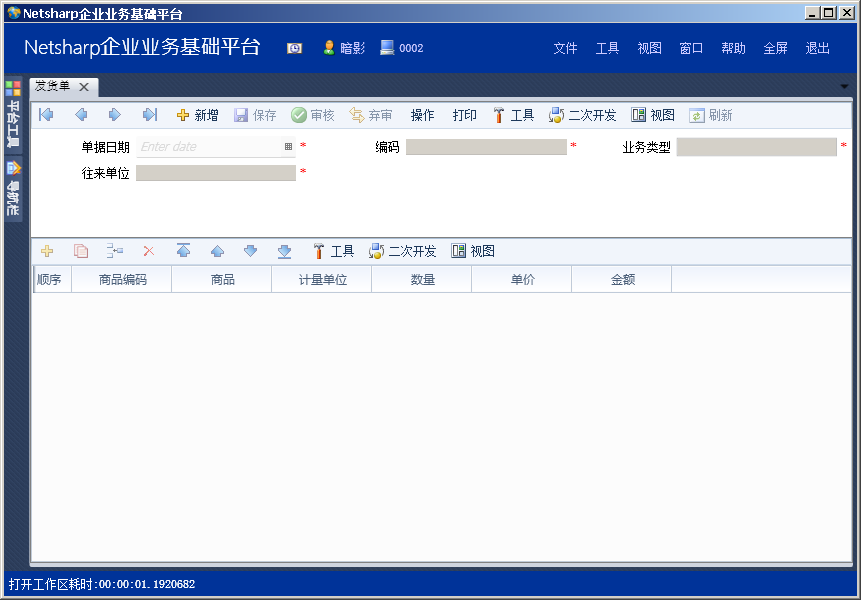 Netsharp企业业务基础平台
Netsharp企业业务基础平台 暗影 0002 文件 工具 视图 窗口 帮助 全屏 退出
平台工具
导航栏
发货单
新增 保存 审核 弃审 操作 打印 工具 二次开发 视图 刷新
单据日期 Enter date * 编码 * 业务类型 *
往来单位 *
工具 二次开发 视图
顺序 商品编码 商品 计量单位 数量 单价 金额
打开工作区耗时:00:00:01.1920682